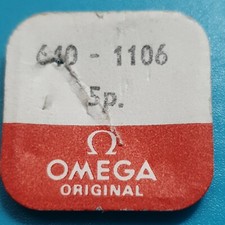 640 - 1106
5p.
Ω
OMEGA
ORIGINAL